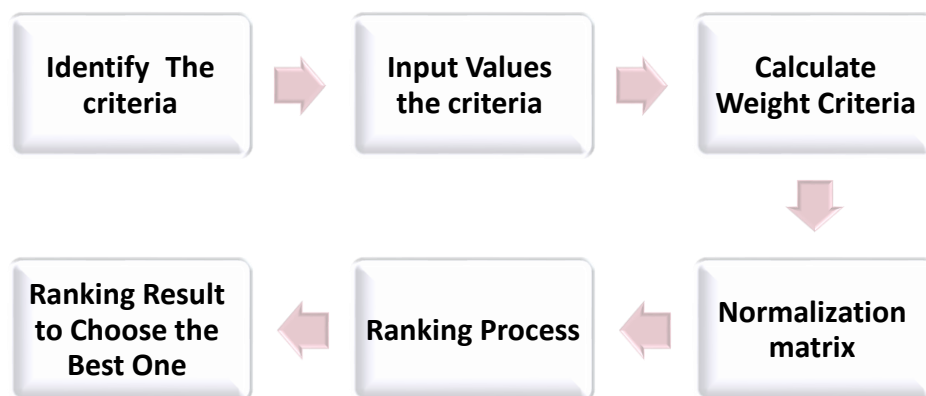 Identify The
criteria
Input Values
the criteria
Calculate
Weight Criteria
Normalization
matrix
Ranking Process
Ranking Result
to Choose the
Best One